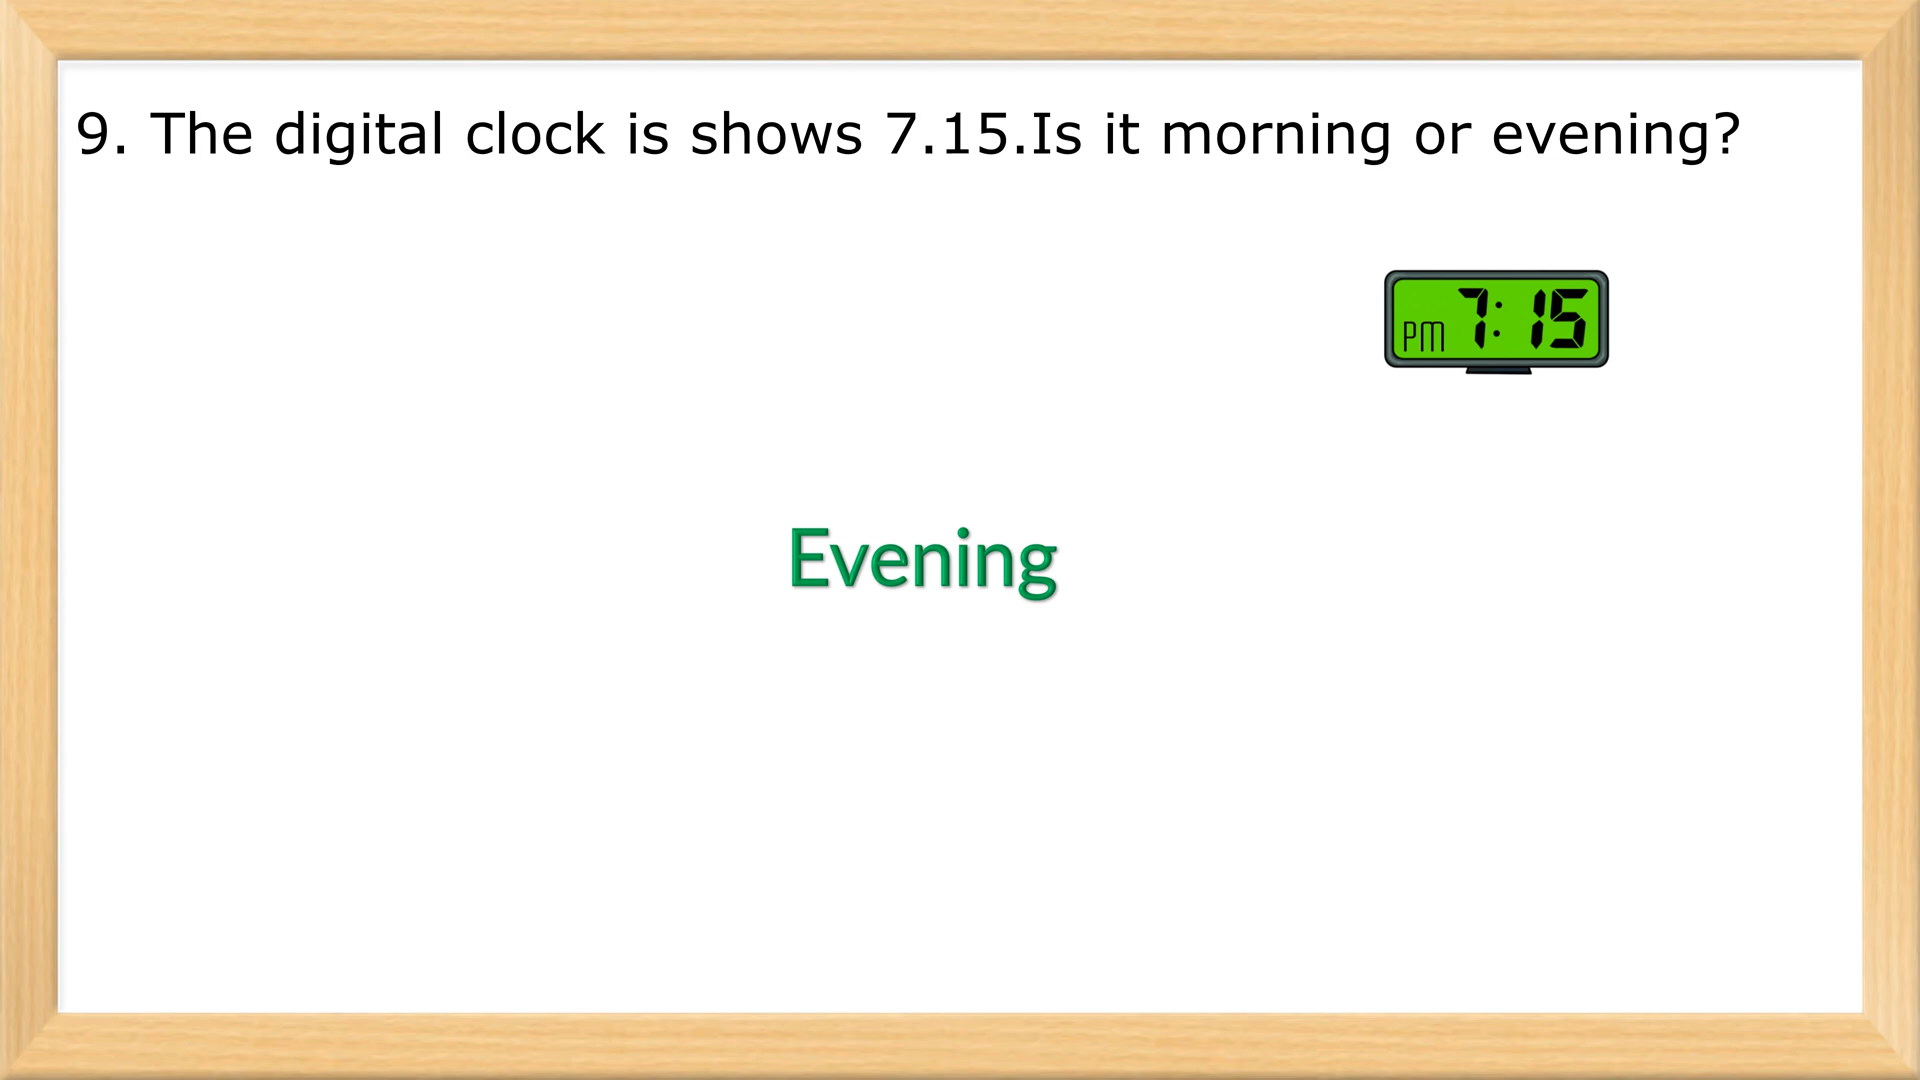 9. The digital clock is shows 7.15.Is it morning or evening?
PM 7:15
Evening